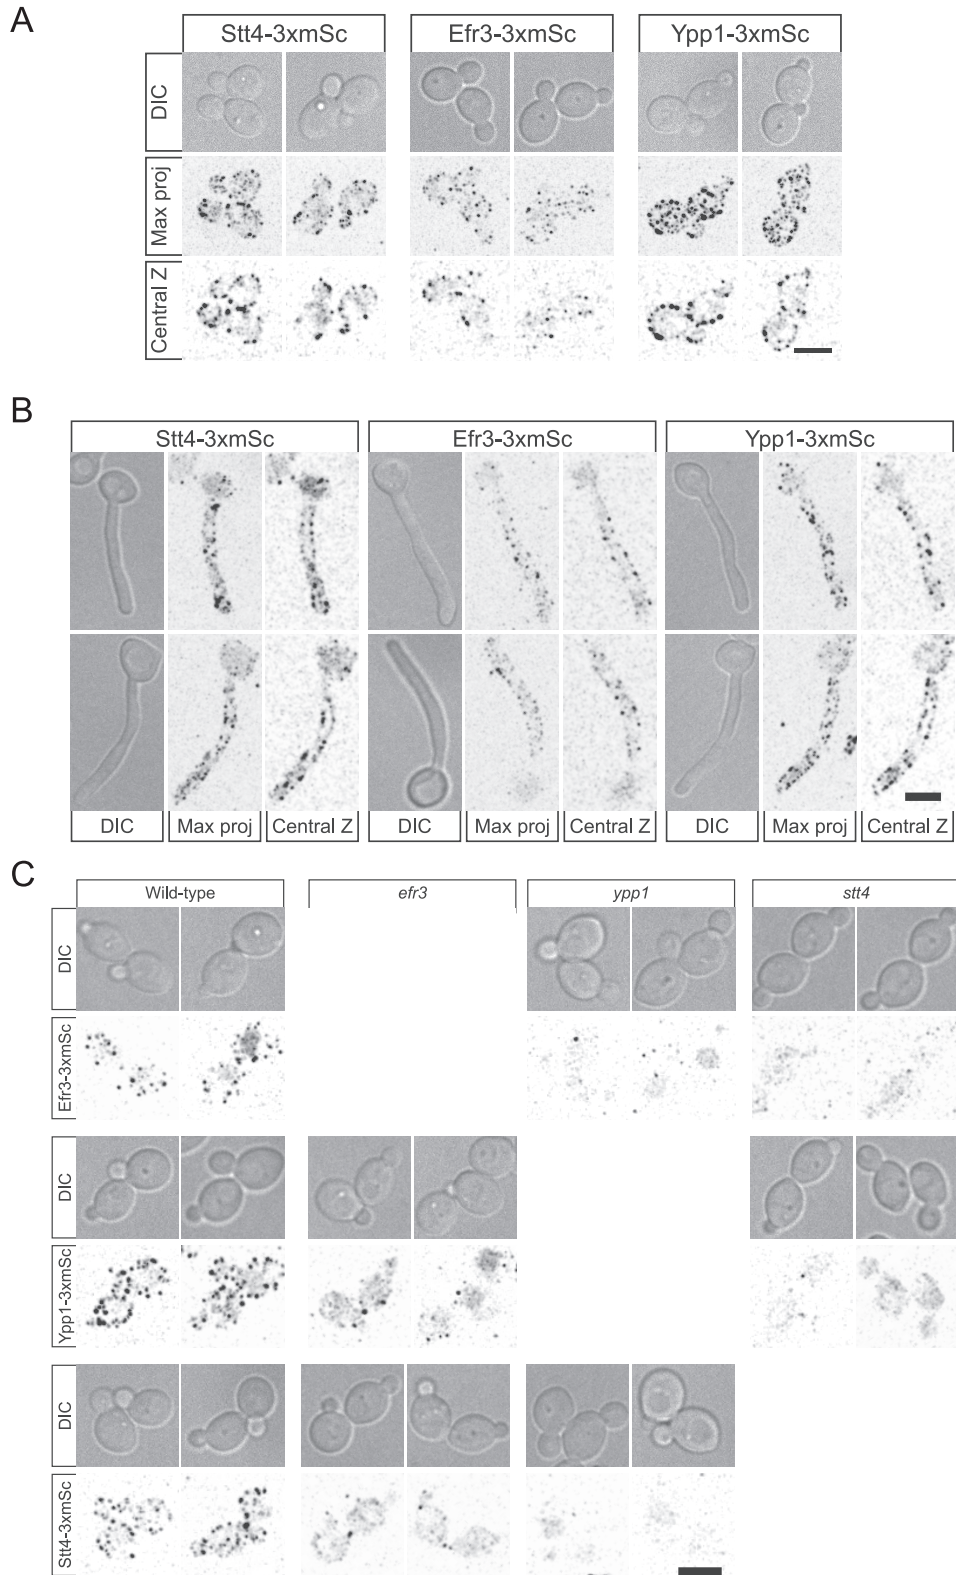 A
Stt4-3xmSc Efr3-3xmSc Ypp1-3xmSc
DIC
Max proj
Central Z
B
Stt4-3xmSc Efr3-3xmSc Ypp1-3xmSc
DIC Max proj Central Z DIC Max proj Central Z DIC Max proj Central Z
C
Wild-type efr3 ypp1 stt4
DIC
Efr3-3xmSc
DIC
Ypp1-3xmSc
DIC
Stt4-3xmSc